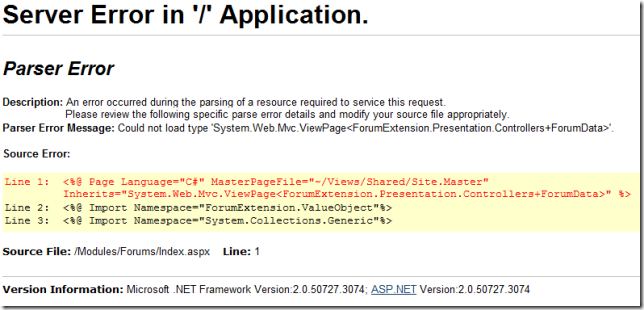 Server Error in '/' Application.
Parser Error
Description: An error occurred during the parsing of a resource required to service this request.
Please review the following specific parse error details and modify your source file appropriately.
Parser Error Message: Could not load type 'System.Web.Mvc.ViewPage<ForumExtension.Presentation.Controllers+ForumData>'.
Source Error:
Line 1: <%@ Page Language="C#" MasterPageFile="~/Views/Shared/Site.Master"
Inherits="System.Web.Mvc.ViewPage<ForumExtension.Presentation.Controllers+ForumData>" %>
Line 2: <%@ Import Namespace="ForumExtension.ValueObject"%>
Line 3: <%@ Import Namespace="System.Collections.Generic"%>
Source File: /Modules/Forums/Index.aspx Line: 1
Version Information: Microsoft .NET Framework Version:2.0.50727.3074; ASP.NET Version:2.0.50727.3074